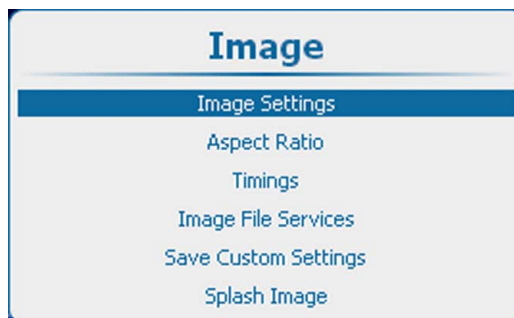 Image
Image Settings
Aspect Ratio
Timings
Image File Services
Save Custom Settings
Splash Image